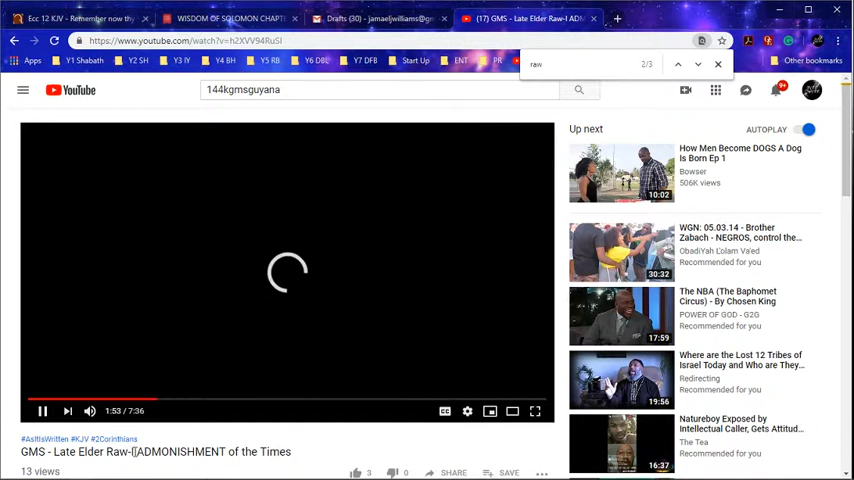 Ecc 12 KJV - Remember now thy
WISDOM OF SOLOMON CHAPTE
Drafts (30) - jamaeljwilliams@gm
(17) GMS - Late Elder Raw-I ADM
https://www.youtube.com/watch?v=h2XVV94RuSI
Apps
Y1 Shabath
Y2 SH
Y3 IY
Y4 BH
Y5 RB
Y6 DBL
Y7 DFB
Start Up
ENT
PR
Other bookmarks
raw
2/3
YouTube
144kgmsguyana
9+
Up next
AUTOPLAY
How Men Become DOGS A Dog
Is Born Ep 1
Bowser
506K views
10:02
WGN: 05.03.14 - Brother
Zabach - NEGROS, control the...
ObadiYah L'olam Va'ed
Recommended for you
30:32
The NBA (The Baphomet
Circus) - By Chosen King
POWER OF GOD - G2G
Recommended for you
17:59
Where are the Lost 12 Tribes of
Israel Today and Who are They...
Redirecting
Recommended for you
19:56
Natureboy Exposed by
Intellectual Caller, Gets Attitud...
The Tea
Recommended for you
16:37
1:53 / 7:36
CC
#AsItIsWritten #KJV #2Corinthians
GMS - Late Elder Raw-I ADMONISHMENT of the Times
13 views
3
0
SHARE
SAVE